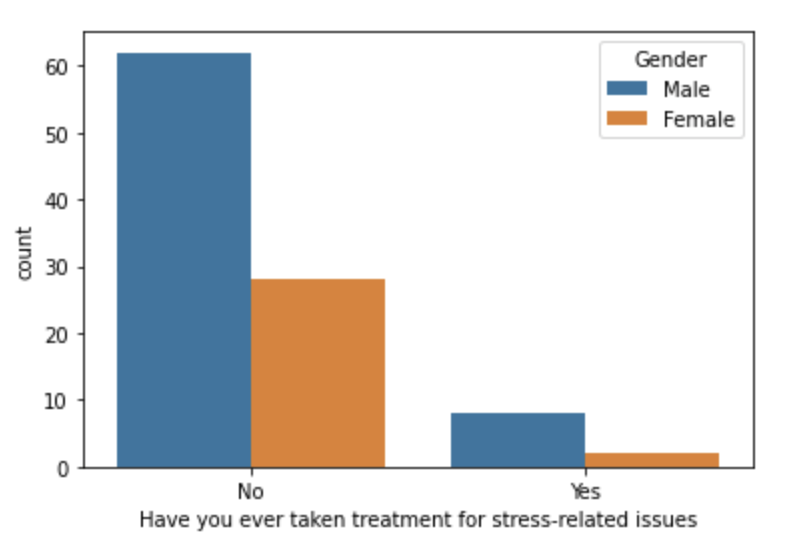 Gender
Male
Female
60
50
40
30
20
10
0
count
No Yes
Have you ever taken treatment for stress-related issues